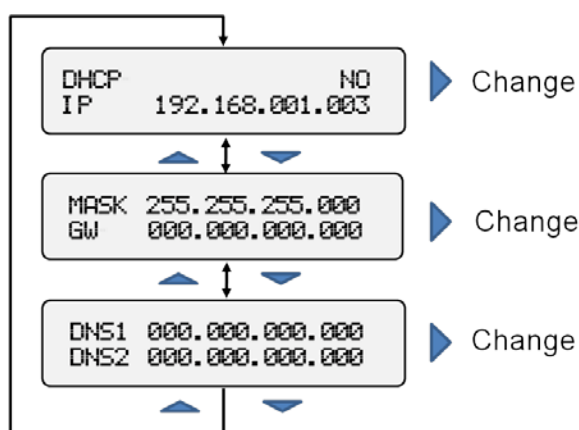 DHCP NO
IP 192.168.001.003
Change
MASK 255.255.255.000
GW 000.000.000.000
Change
DNS1 000.000.000.000
DNS2 000.000.000.000
Change